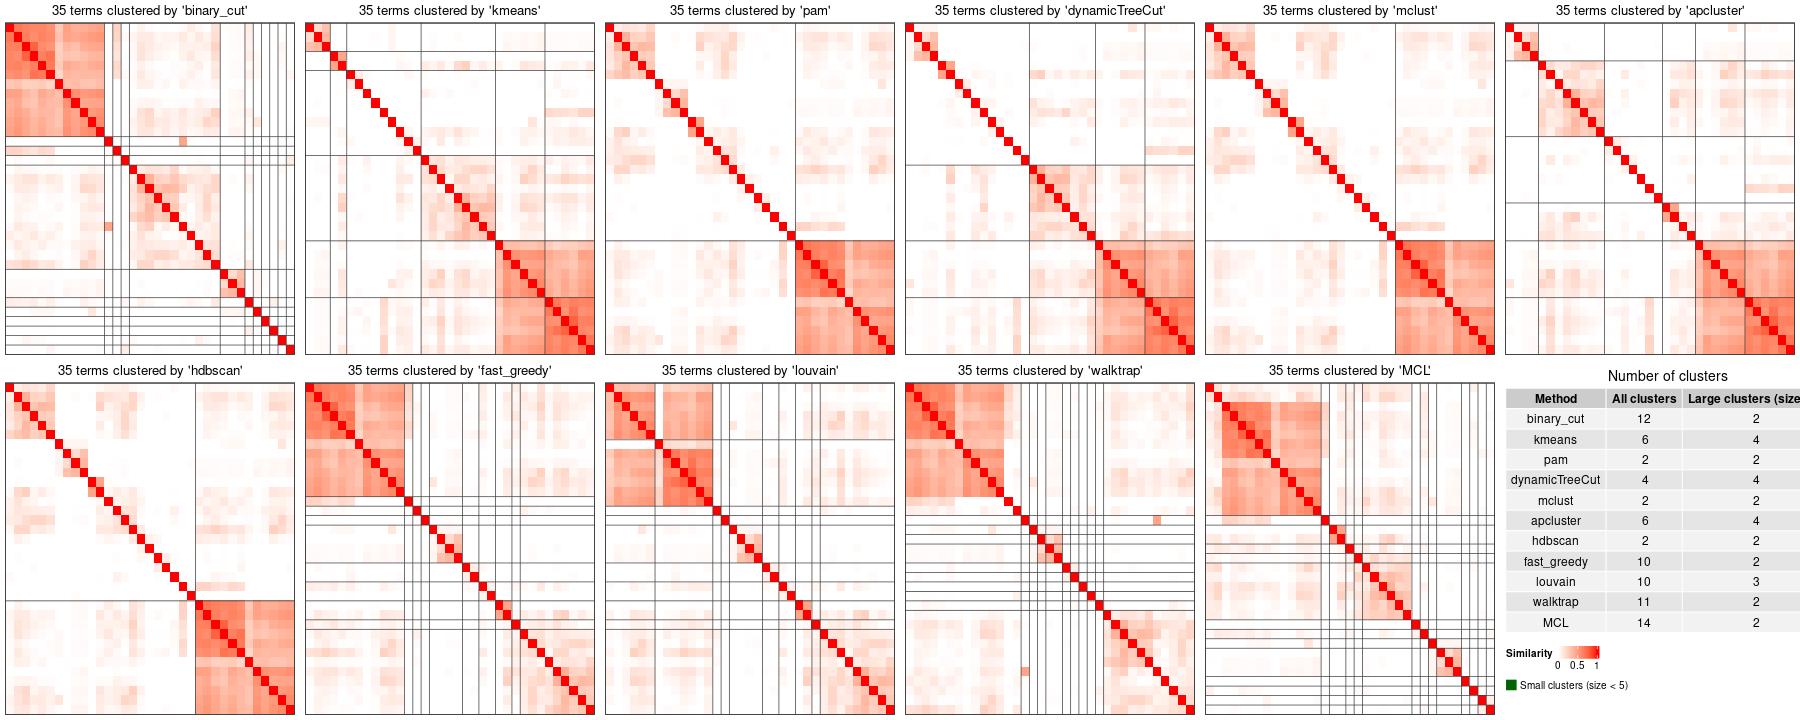 35 terms clustered by 'binary_cut'
35 terms clustered by 'kmeans'
35 terms clustered by 'pam'
35 terms clustered by 'dynamicTreeCut'
35 terms clustered by 'mclust'
35 terms clustered by 'apcluster'
35 terms clustered by 'hdbscan'
35 terms clustered by 'fast_greedy'
35 terms clustered by 'louvain'
35 terms clustered by 'walktrap'
35 terms clustered by 'MCL'
Number of clusters
Method All clusters Large clusters (size
binary_cut 12 2
kmeans 6 4
pam 2 2
dynamicTreeCut 4 4
mclust 2 2
apcluster 6 4
hdbscan 2 2
fast_greedy 10 2
louvain 10 3
walktrap 11 2
MCL 14 2
Similarity
0 0.5 1
Small clusters (size < 5)